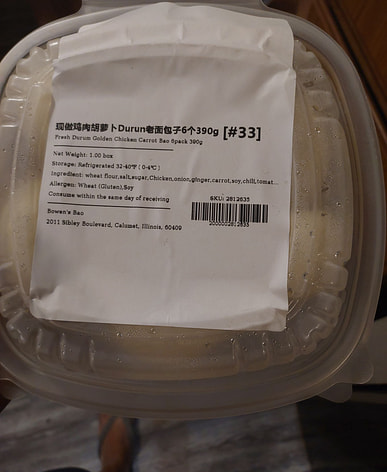 现做鸡肉胡萝卜Durun老面包子6个390g [#33]
Fresh Durum Golden Chicken Carrot Bao 6pack 390g
Net Weight: 1.00 box
Storage: Refrigerated 32-40°F ( 0-4°C)
Ingredient: wheat flour,salt,sugar,Chicken,onion,ginger,carrot,soy,chili,tomat...
Allergen: Wheat (Gluten),Soy
Consume within the same day of receiving
SKU: 2812635
2000002812635
Bowen's Bao
2011 Sibley Boulevard, Calumet, Illinois, 60409